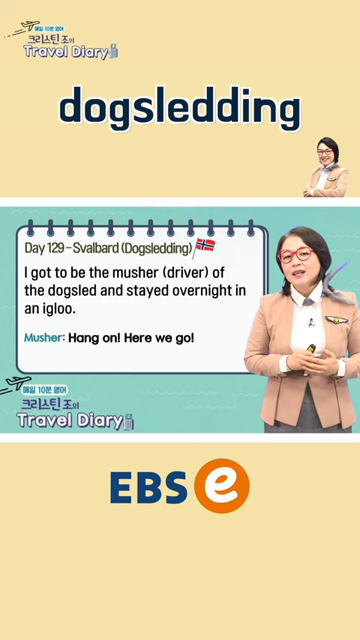 매일 10분 영어
크리스틴 조의
Travel Diary
dogsledding
Day 129 – Svalbard (Dogsledding)
I got to be the musher (driver) of
the dogsled and stayed overnight in
an igloo.
Musher: Hang on! Here we go!
매일 10분 영어
크리스틴 조의
Travel Diary
EBS e